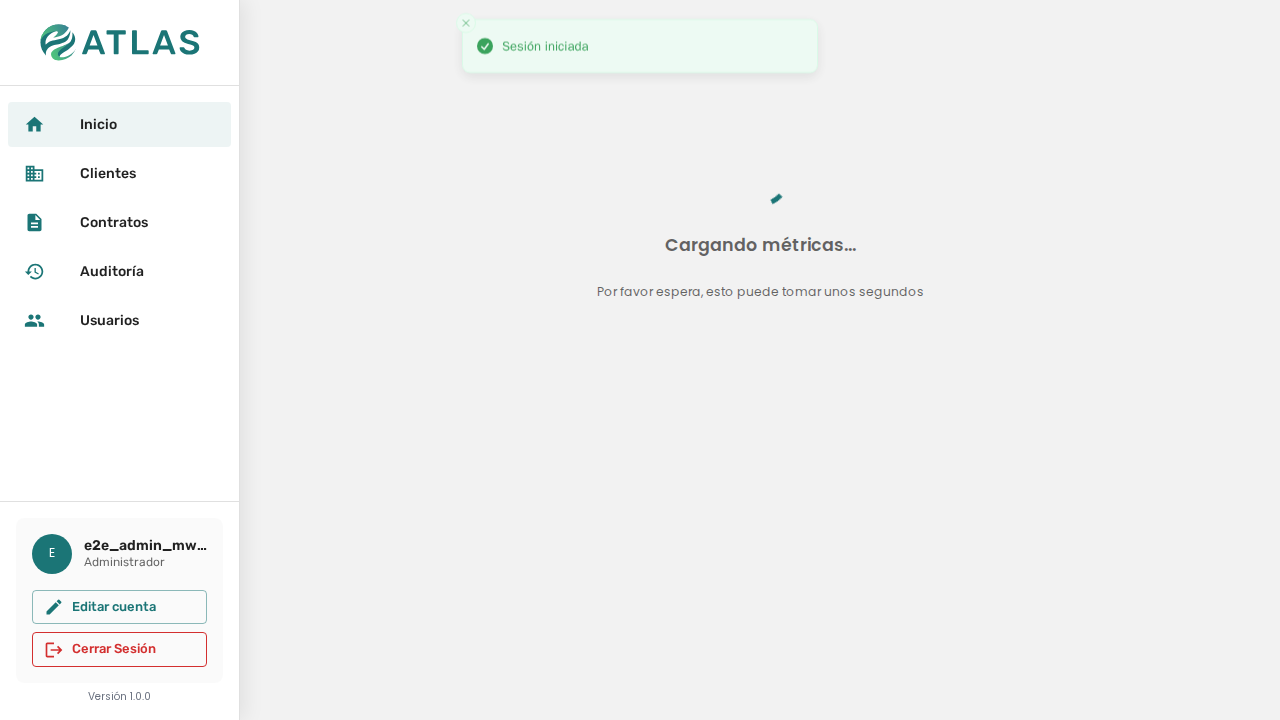 ATLAS
Inicio
Clientes
Contratos
Auditoría
Usuarios
e2e_admin_mw...
Administrador
Editar cuenta
Cerrar Sesión
Versión 1.0.0
Sesión iniciada
Cargando métricas...
Por favor espera, esto puede tomar unos segundos
E